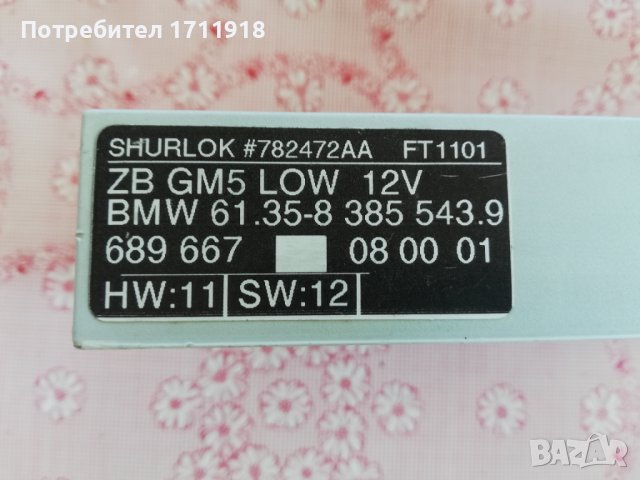 Потребител 1711918
SHURLOK #782472AA FT1101
ZB GM5 LOW 12V
BMW 61.35-8 385 543.9
689 667 08 00 01
HW:11 SW:12
BAZAR